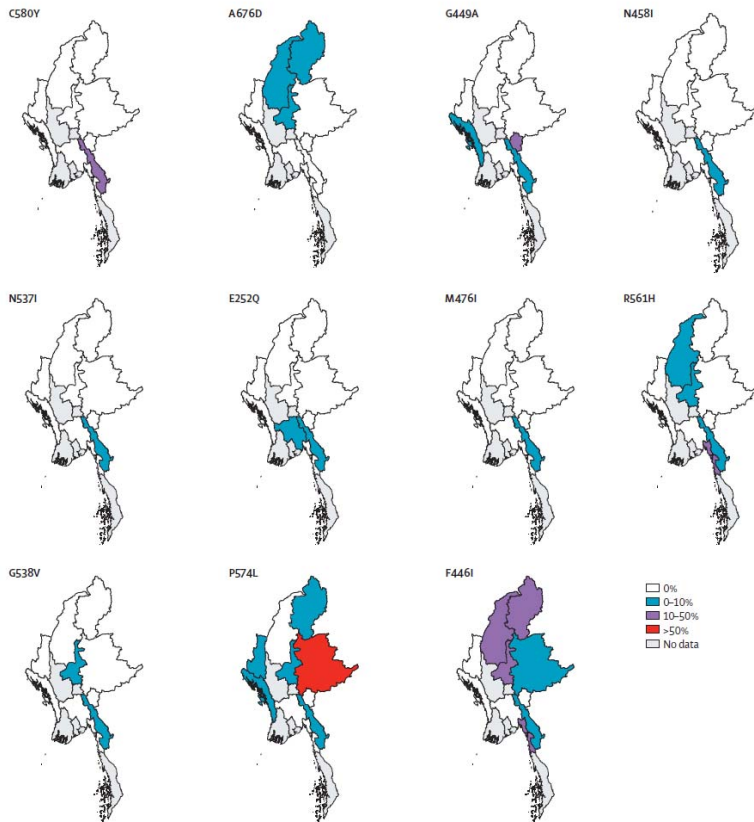 C580Y
A676D
G449A
N458I
N537I
E252Q
M476I
R561H
G538V
P574L
F446I
0%
0–10%
10–50%
>50%
No data